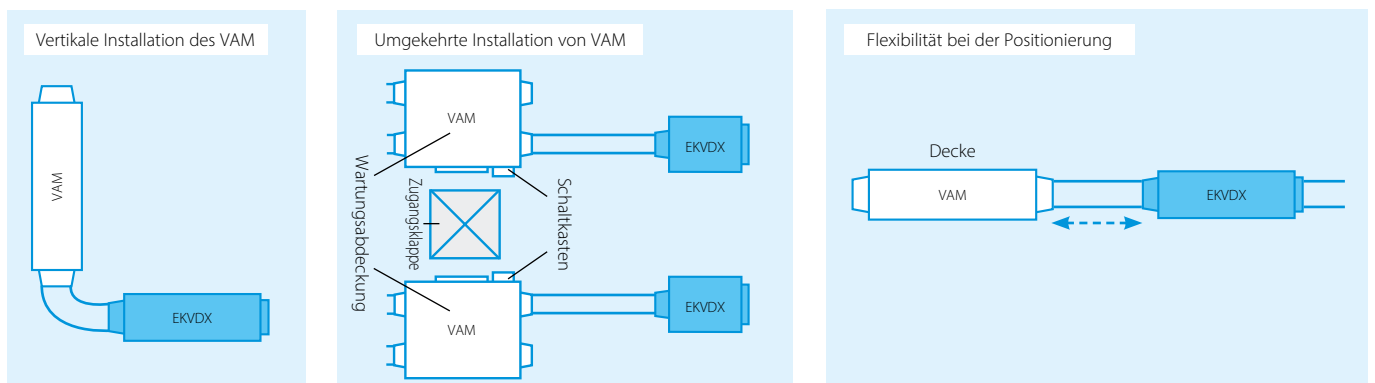 Vertikale Installation des VAM
VAM
EKVDX
Umgekehrte Installation von VAM
VAM
EKVDX
Wartungsabdeckung
Zugangsklappe
Schaltkasten
VAM
EKVDX
Flexibilität bei der Positionierung
Decke
VAM
EKVDX